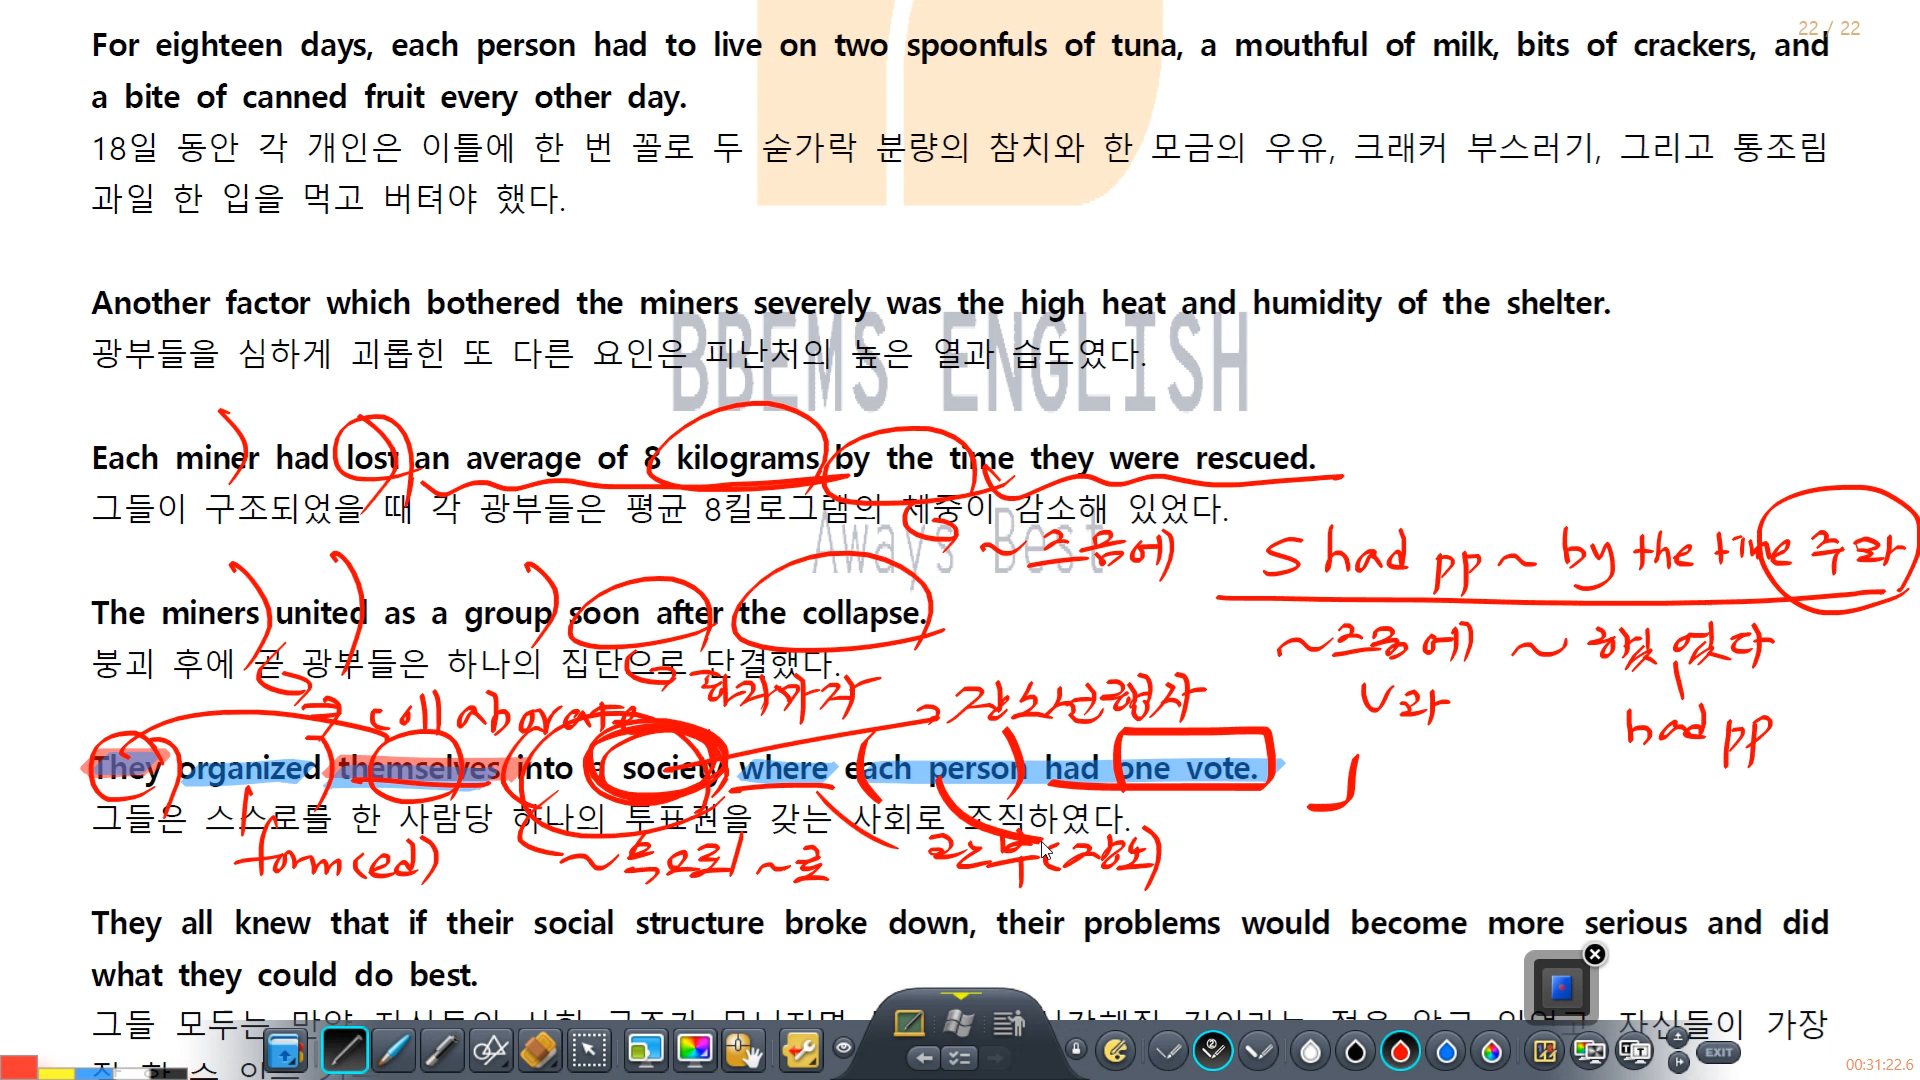 22 / 22
For eighteen days, each person had to live on two spoonfuls of tuna, a mouthful of milk, bits of crackers, and
a bite of canned fruit every other day.
18일 동안 각 개인은 이틀에 한 번 꼴로 두 숟가락 분량의 참치와 한 모금의 우유, 크래커 부스러기, 그리고 통조림
과일 한 입을 먹고 버텨야 했다.
Another factor which bothered the miners severely was the high heat and humidity of the shelter.
BBEMS ENGLISH
광부들을 심하게 괴롭힌 또 다른 요인은 피난처의 높은 열과 습도였다.
Each miner had lost an average of 8 kilograms by the time they were rescued.
그들이 구조되었을 때 각 광부들은 평균 8킬로그램의 체중이 감소해 있었다.
Aways Best
~즈음에
S had pp ~ by the time 주와
The miners united as a group soon after the collapse.
~즈음에 ~ 했 었다
붕괴 후에 곧 광부들은 하나의 집단으로 단결했다.
V과
had pp
collaborate
They organized themselves into a society where each person had one vote.
그들은 스스로를 한 사람당 하나의 투표권을 갖는 사회로 조직하였다.
form(ed)
~쪽으로 ~로
They all knew that if their social structure broke down, their problems would become more serious and did
what they could do best.
그들 모두는 만약
자신들이 가장
EXIT
00:31:22.6